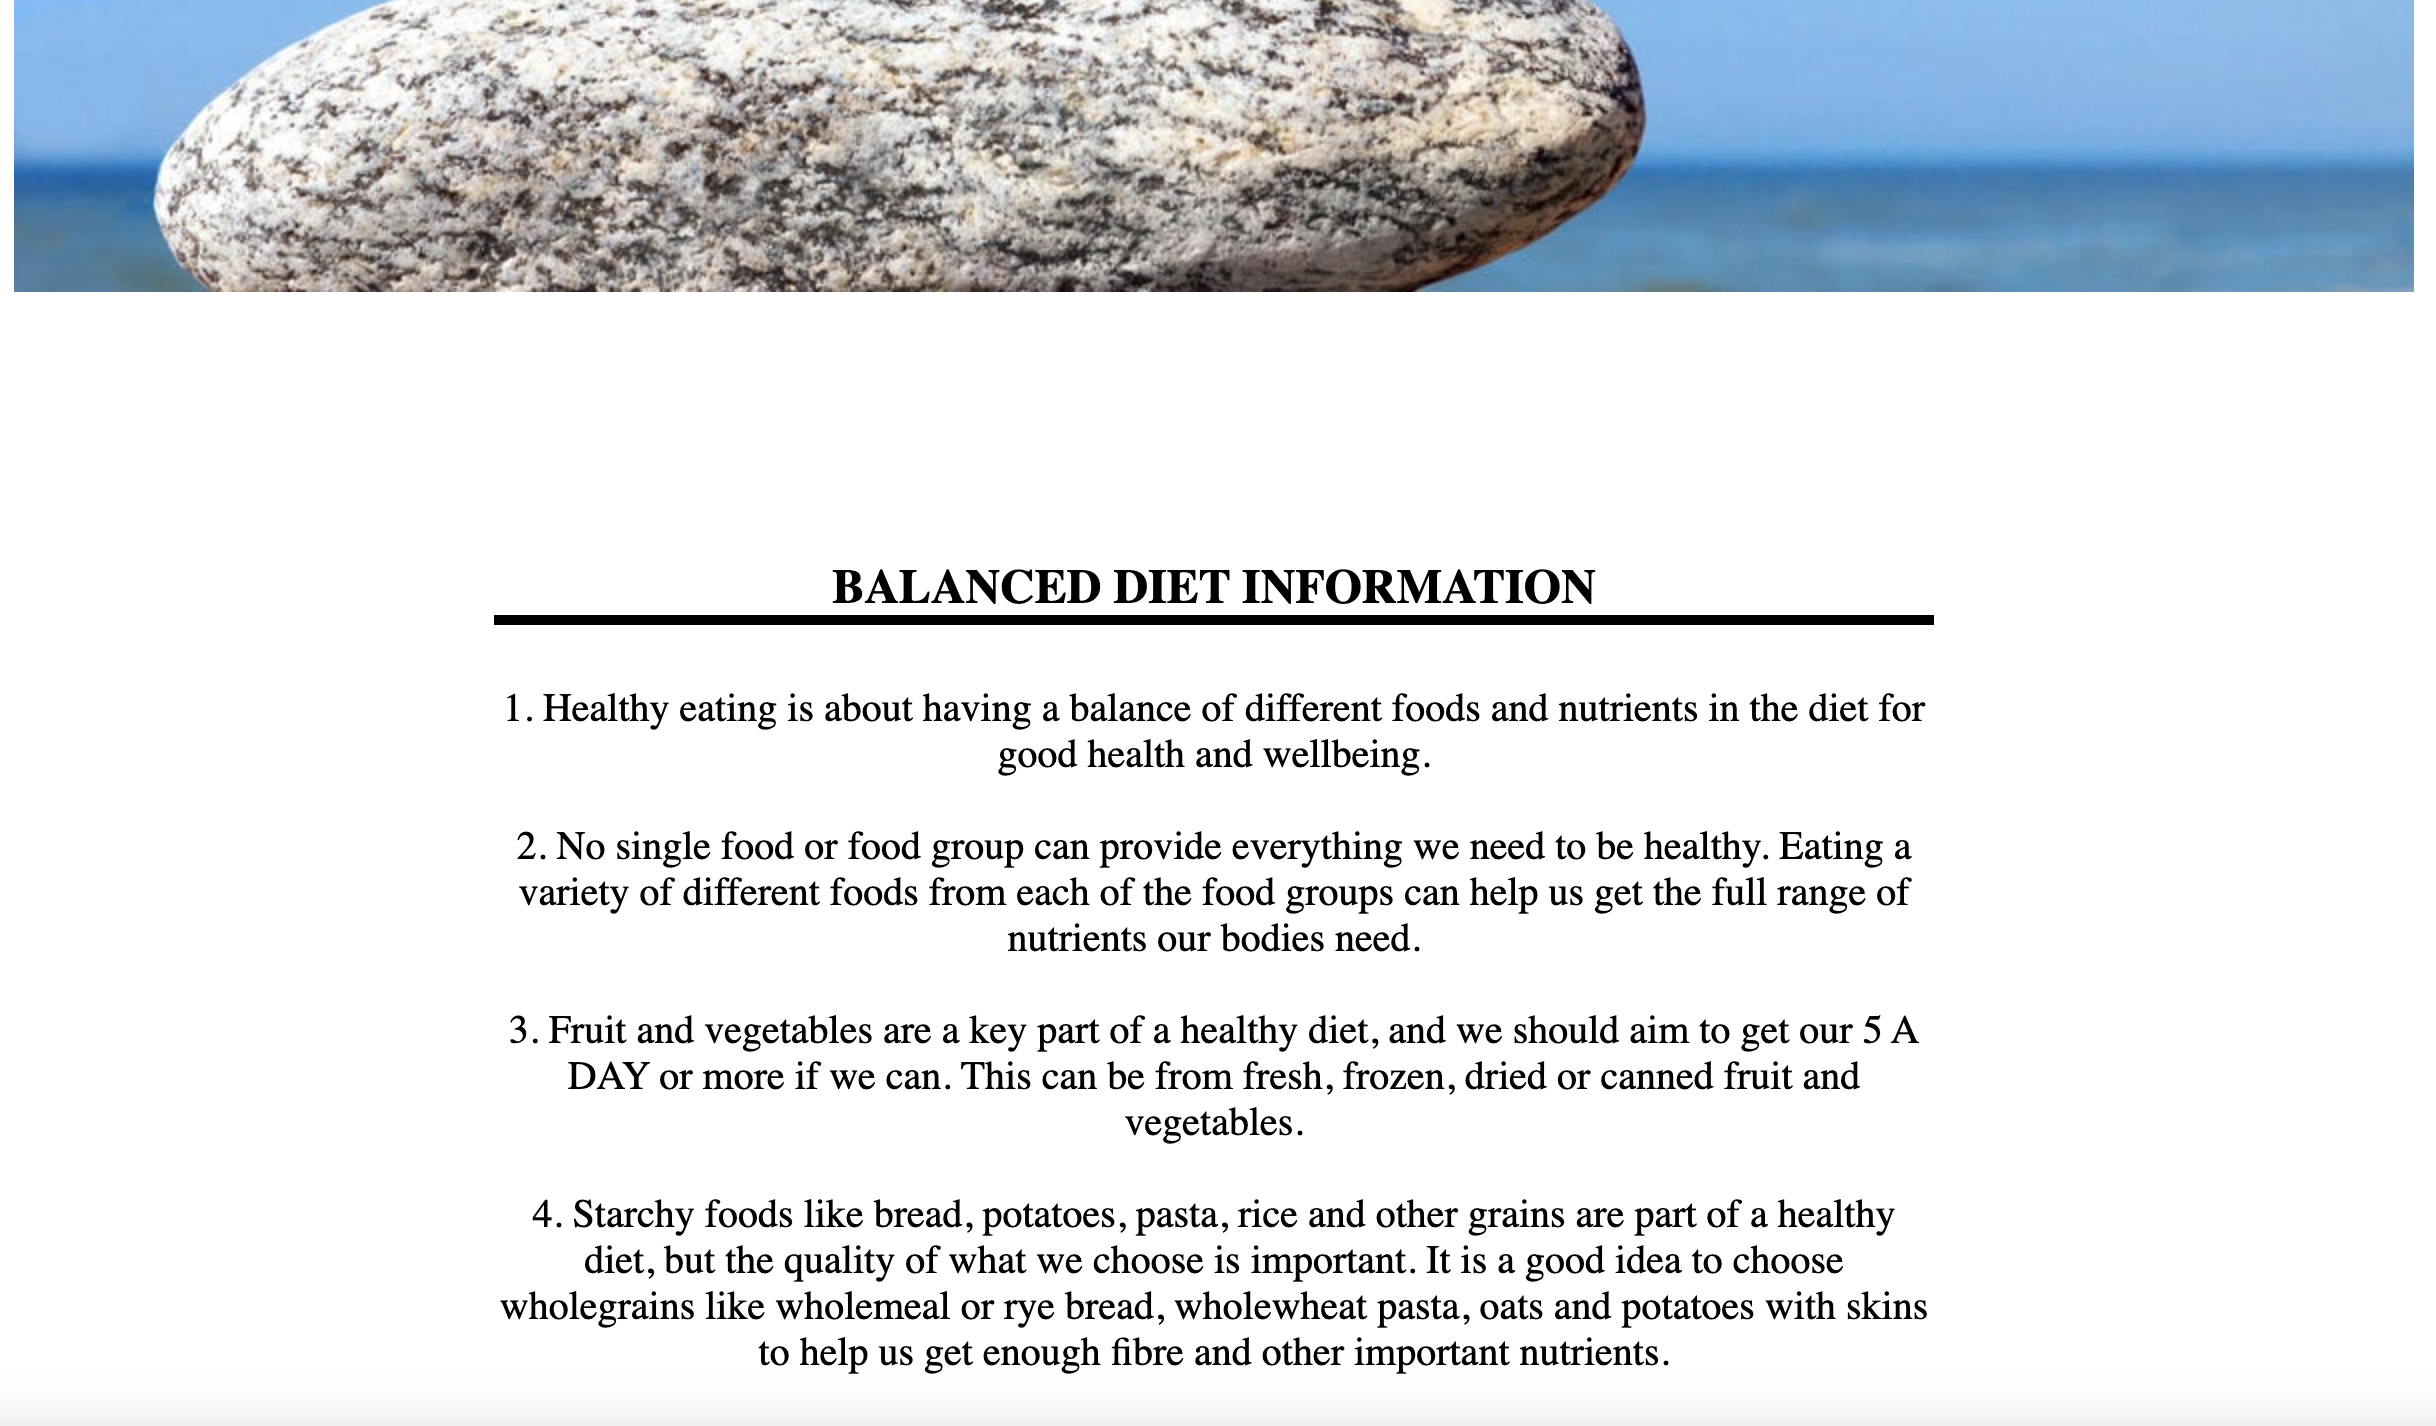 BALANCED DIET INFORMATION
1. Healthy eating is about having a balance of different foods and nutrients in the diet for
good health and wellbeing.
2. No single food or food group can provide everything we need to be healthy. Eating a
variety of different foods from each of the food groups can help us get the full range of
nutrients our bodies need.
3. Fruit and vegetables are a key part of a healthy diet, and we should aim to get our 5 A
DAY or more if we can. This can be from fresh, frozen, dried or canned fruit and
vegetables.
4. Starchy foods like bread, potatoes, pasta, rice and other grains are part of a healthy
diet, but the quality of what we choose is important. It is a good idea to choose
wholegrains like wholemeal or rye bread, wholewheat pasta, oats and potatoes with skins
to help us get enough fibre and other important nutrients.